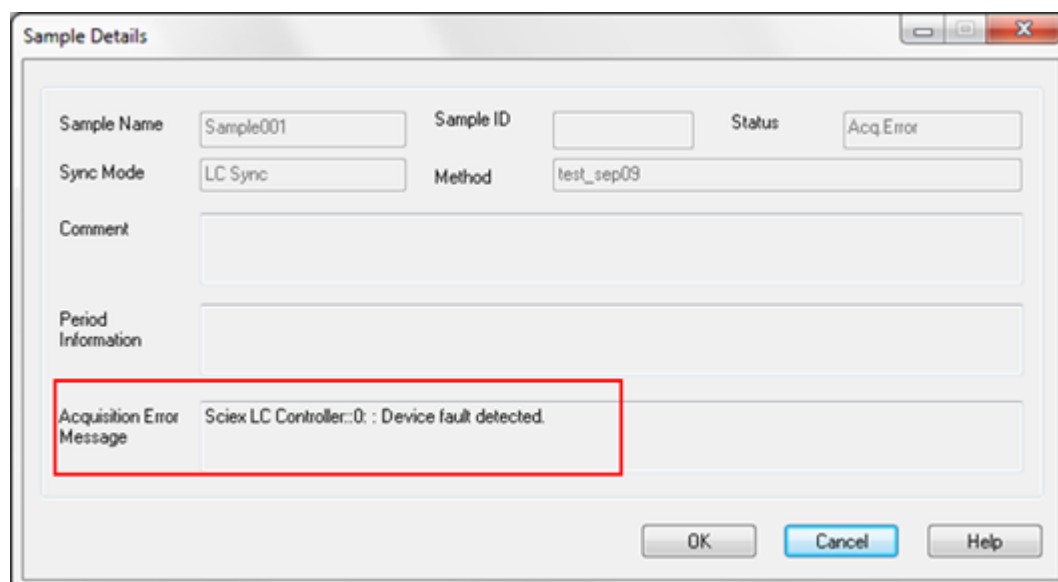 Sample Details
Sample Name
Sample001
Sample ID
Status
Acq.Error
Sync Mode
LC Sync
Method
test_sep09
Comment
Period
Information
Acquisition Error
Message
Sciex LC Controller::0: : Device fault detected.
OK
Cancel
Help